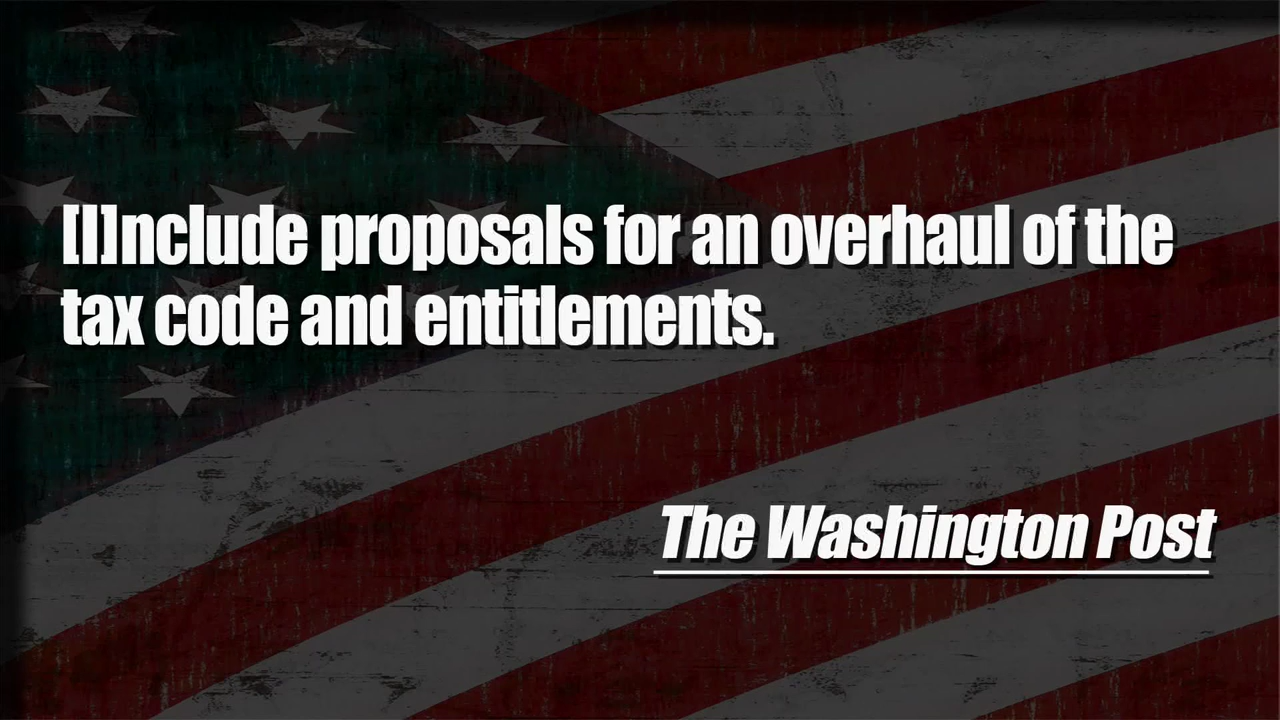 [I]nclude proposals for an overhaul of the
tax code and entitlements.
The Washington Post